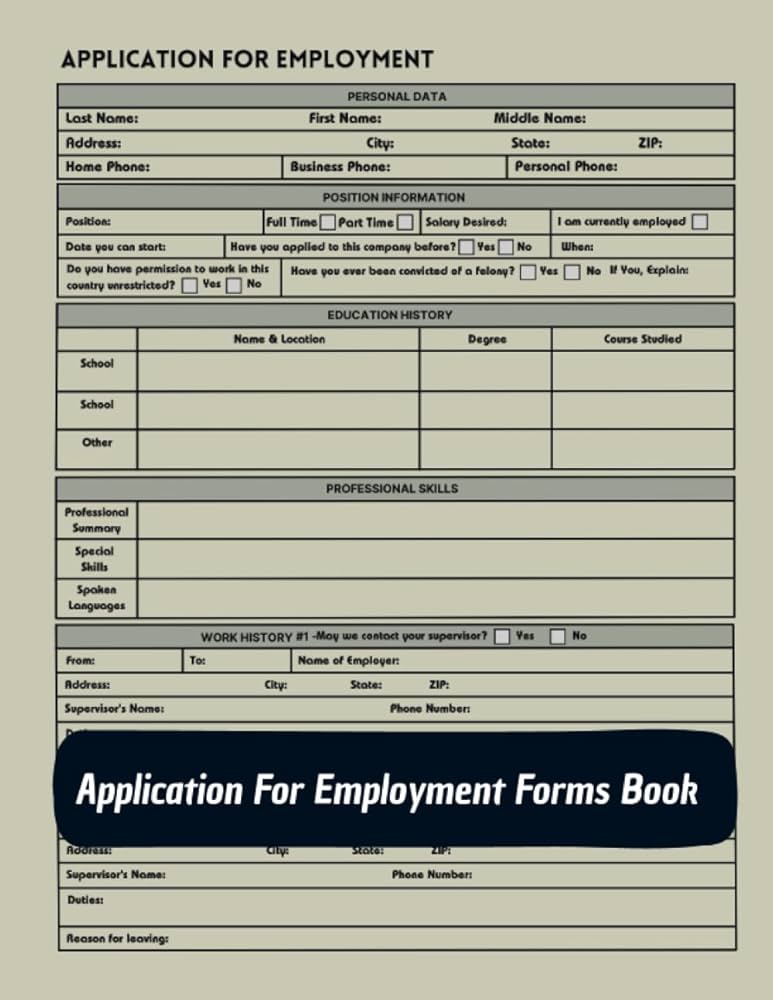 APPLICATION FOR EMPLOYMENT
PERSONAL DATA
Last Name: First Name: Middle Name:
Address: City: State: ZIP:
Home Phone: Business Phone: Personal Phone:
POSITION INFORMATION
Position: Full Time Part Time Salary Desired: I am currently employed
Date you can start: Have you applied to this company before? Yes No When:
Do you have permission to work in this
country unrestricted? Yes No
Have you ever been convicted of a felony? Yes No If You, Explain:
EDUCATION HISTORY
Name & Location Degree Course Studied
School
School
Other
PROFESSIONAL SKILLS
Professional
Summary
Special
Skills
Spoken
Languages
WORK HISTORY #1 -May we contact your supervisor? Yes No
From: To: Name of Employer:
Address: City: State: ZIP:
Supervisor's Name: Phone Number:
Application For Employment Forms Book
Address: City: State: ZIP:
Supervisor's Name: Phone Number:
Duties:
Reason for leaving: